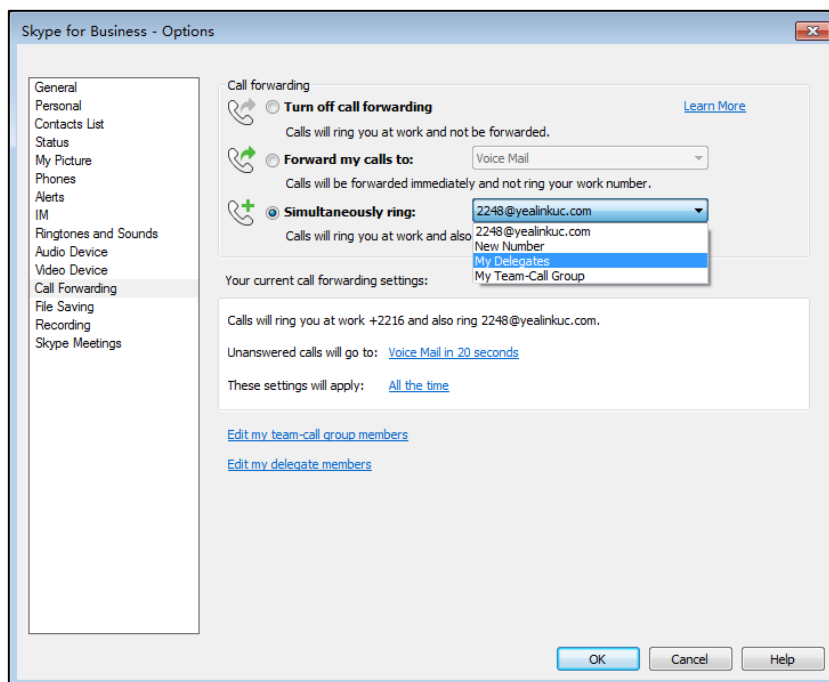 Skype for Business - Options
General
Personal
Contacts List
Status
My Picture
Phones
Alerts
IM
Ringtones and Sounds
Audio Device
Video Device
Call Forwarding
File Saving
Recording
Skype Meetings
Call forwarding
Turn off call forwarding
Learn More
Calls will ring you at work and not be forwarded.
Forward my calls to:
Voice Mail
Calls will be forwarded immediately and not ring your work number.
Simultaneously ring:
2248@yealinkuc.com
Calls will ring you at work and also
2248@yealinkuc.com
New Number
My Delegates
My Team-Call Group
Your current call forwarding settings:
Calls will ring you at work +2216 and also ring 2248@yealinkuc.com.
Unanswered calls will go to: Voice Mail in 20 seconds
These settings will apply: All the time
Edit my team-call group members
Edit my delegate members
OK Cancel Help